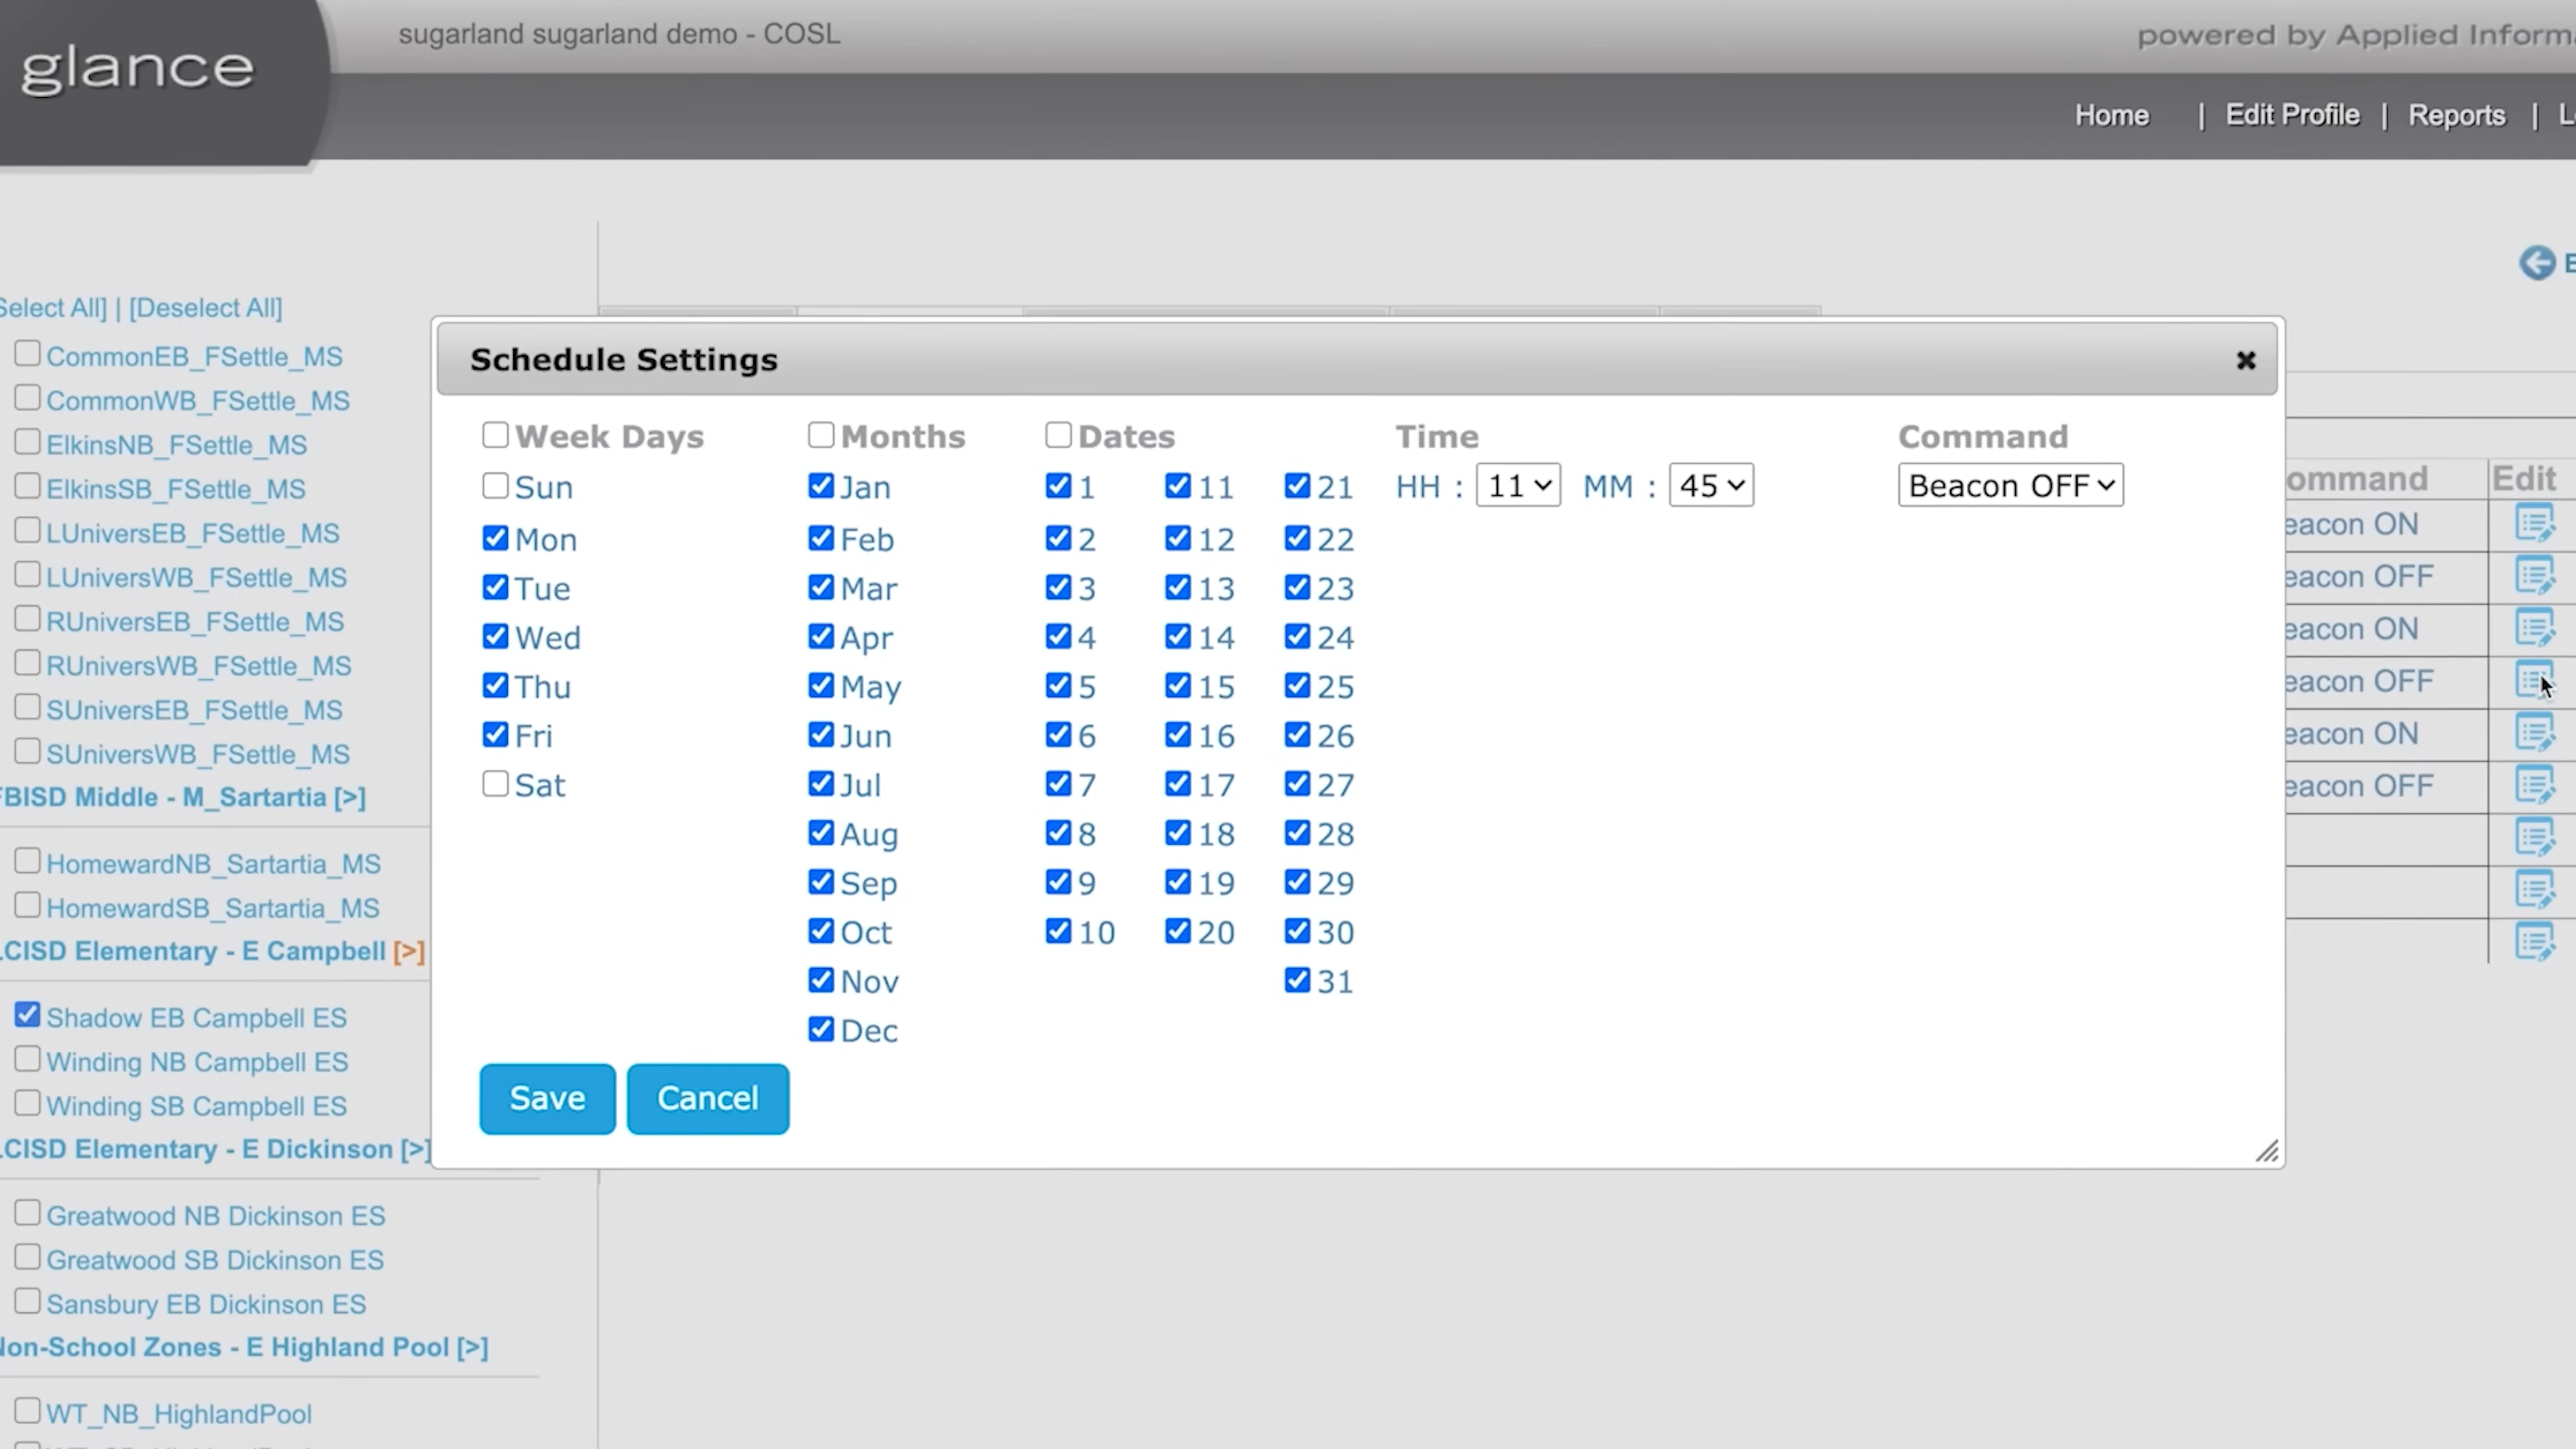 glance
sugarland sugarland demo - COSL
powered by Applied Informa
Home | Edit Profile | Reports |
Select All] | [Deselect All]
CommonEB_FSettle_MS
CommonWB_FSettle_MS
ElkinsNB_FSettle_MS
ElkinsSB_FSettle_MS
LUniversEB_FSettle_MS
LUniversWB_FSettle_MS
RUniversEB_FSettle_MS
RUniversWB_FSettle_MS
SUniversEB_FSettle_MS
SUniversWB_FSettle_MS
FBISD Middle - M_Sartartia [>]
HomewardNB_Sartartia_MS
HomewardSB_Sartartia_MS
LCISD Elementary - E Campbell [>]
Shadow EB Campbell ES
Winding NB Campbell ES
Winding SB Campbell ES
LCISD Elementary - E Dickinson [>]
Greatwood NB Dickinson ES
Greatwood SB Dickinson ES
Sansbury EB Dickinson ES
Non-School Zones - E Highland Pool [>]
WT_NB_HighlandPool
Schedule Settings
Week Days
Sun
Mon
Tue
Wed
Thu
Fri
Sat
Months
Jan
Feb
Mar
Apr
May
Jun
Jul
Aug
Sep
Oct
Nov
Dec
Dates
1 11 21
2 12 22
3 13 23
4 14 24
5 15 25
6 16 26
7 17 27
8 18 28
9 19 29
10 20 30
31
Time
HH : 11 MM : 45
Command
Beacon OFF
Save Cancel
ommand Edit
eacon ON
eacon OFF
eacon ON
eacon OFF
eacon ON
eacon OFF